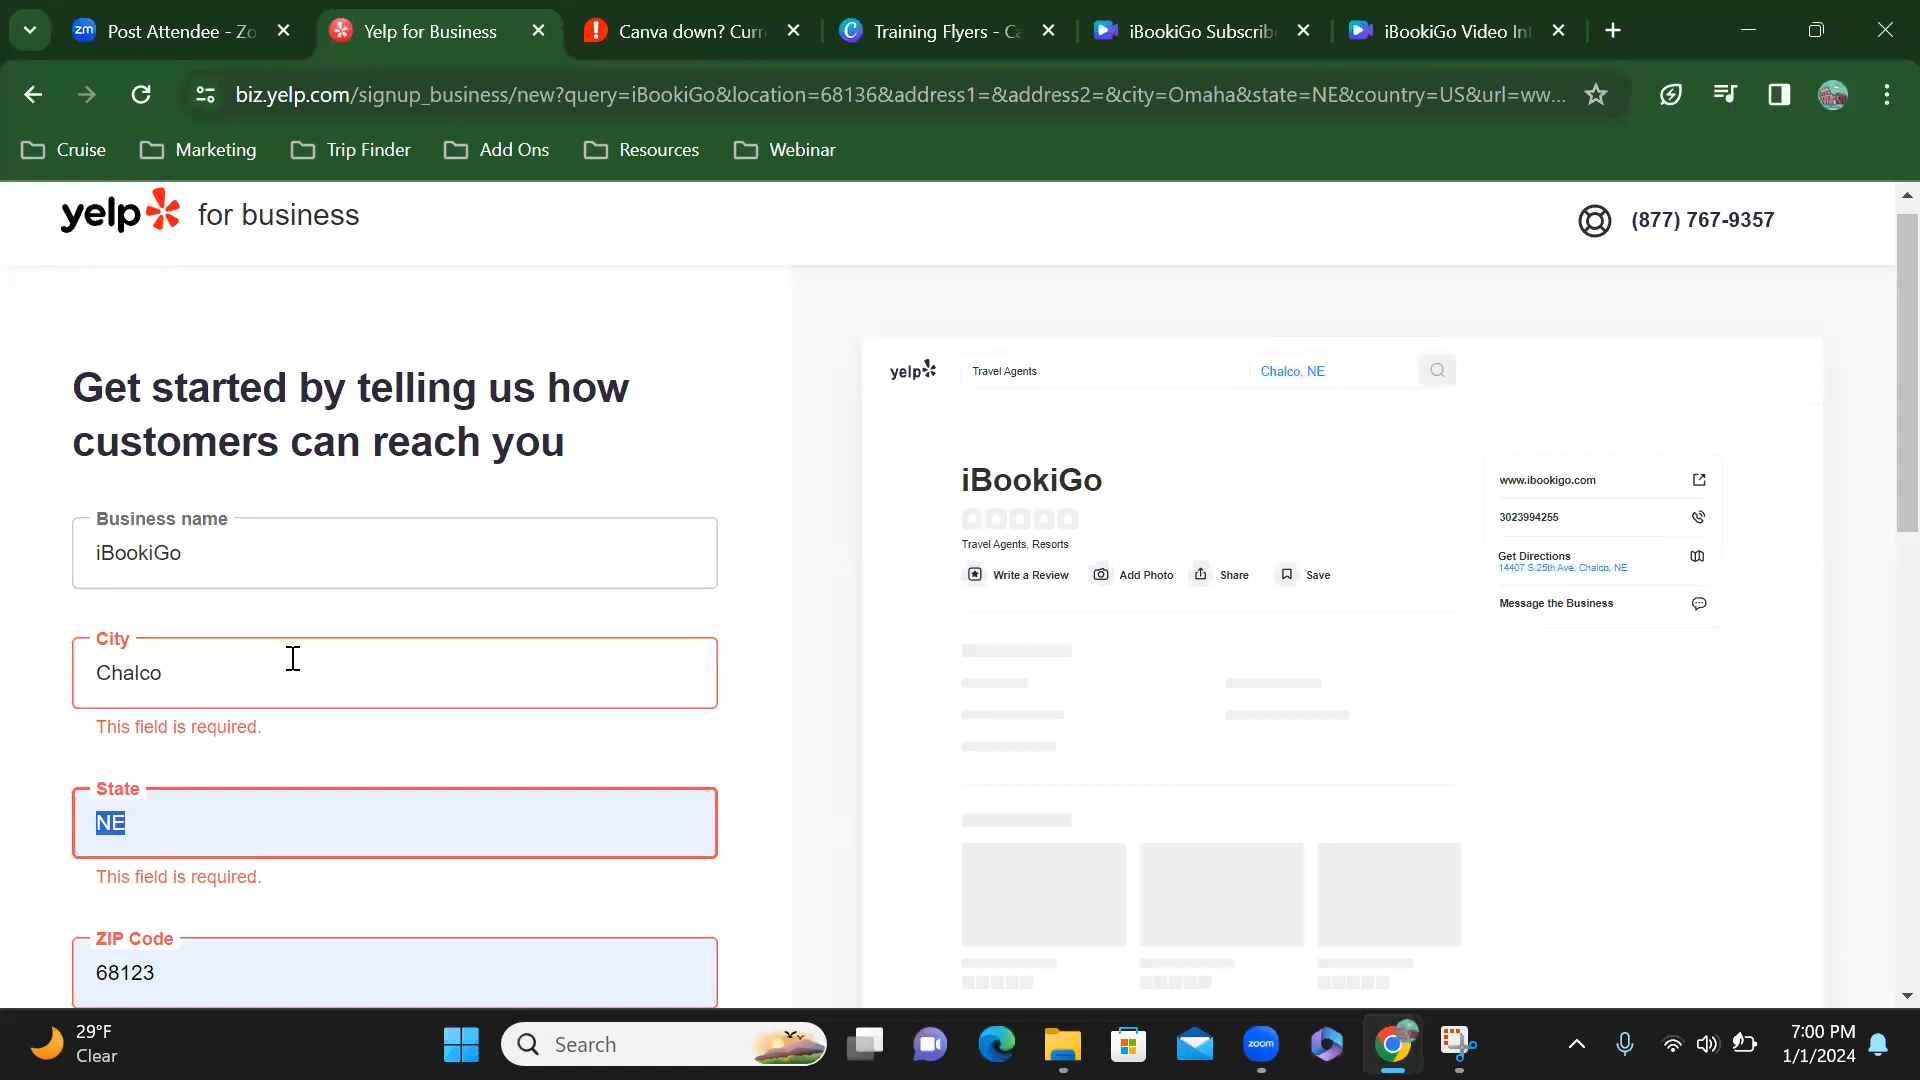 zm Post Attendee - Zo
Yelp for Business
Canva down? Curr
C Training Flyers - Ca
iBookiGo Subscrib
iBookiGo Video Int
biz.yelp.com/signup_business/new?query=iBookiGo&location=68136&address1=&address2=&city=Omaha&state=NE&country=US&url=ww...
Cruise
Marketing
Trip Finder
Add Ons
Resources
Webinar
yelp for business
(877) 767-9357
Get started by telling us how
customers can reach you
Business name
iBookiGo
City
Chalco
This field is required.
State
NE
This field is required.
ZIP Code
68123
yelp
Travel Agents
Chalco, NE
iBookiGo
Travel Agents, Resorts
Write a Review
Add Photo
Share
Save
www.ibookigo.com
3023994255
Get Directions
14407 S 25th Ave, Chalco, NE
Message the Business
29°F
Clear
Search
zoom
7:00 PM
1/1/2024